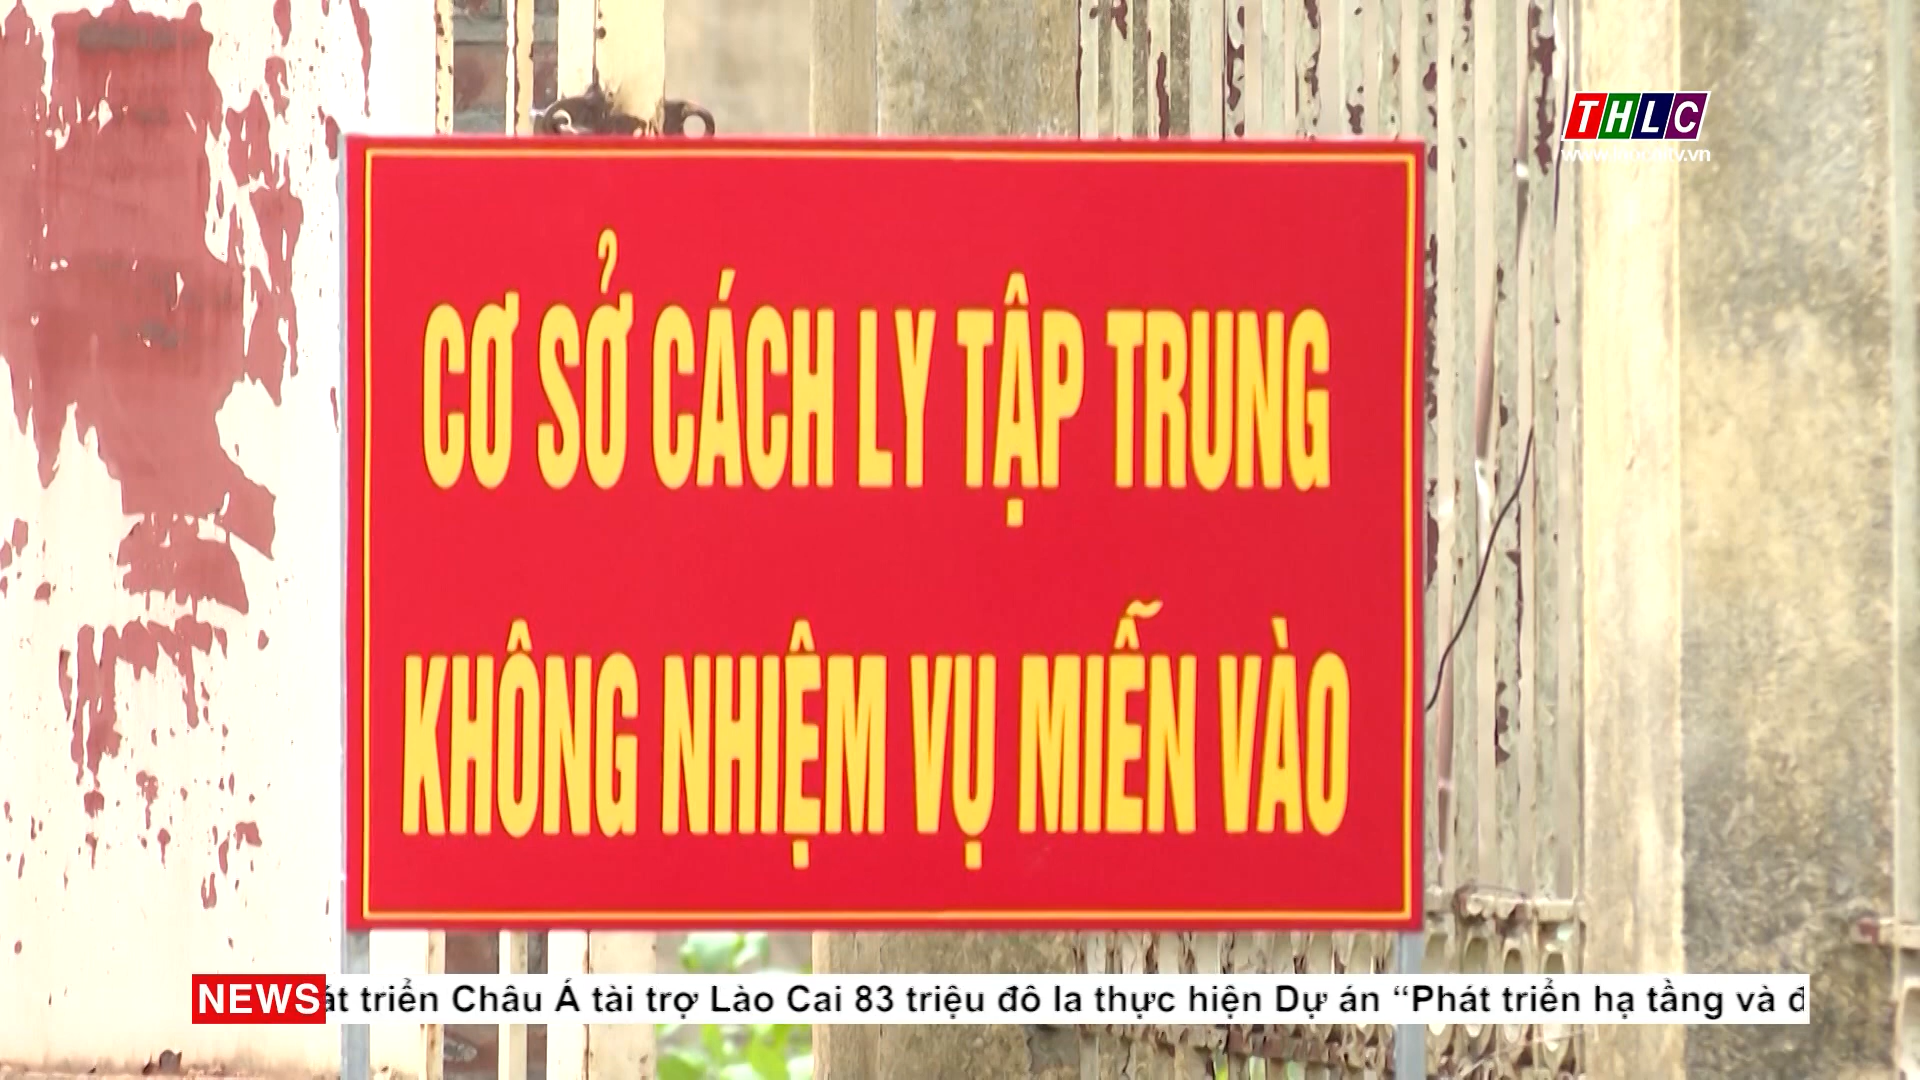 THLC
CƠ SỞ CÁCH LY TẬP TRUNG
KHÔNG NHIỆM VỤ MIỄN VÀO
NEWS át triển Châu Á tài trợ Lào Cai 83 triệu đô la thực hiện Dự án “Phát triển hạ tầng và đ